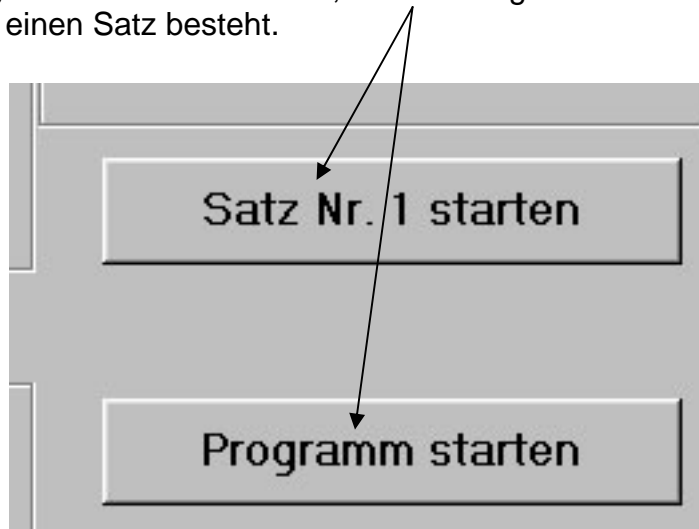 einen Satz besteht.
Satz Nr. 1 starten
Programm starten